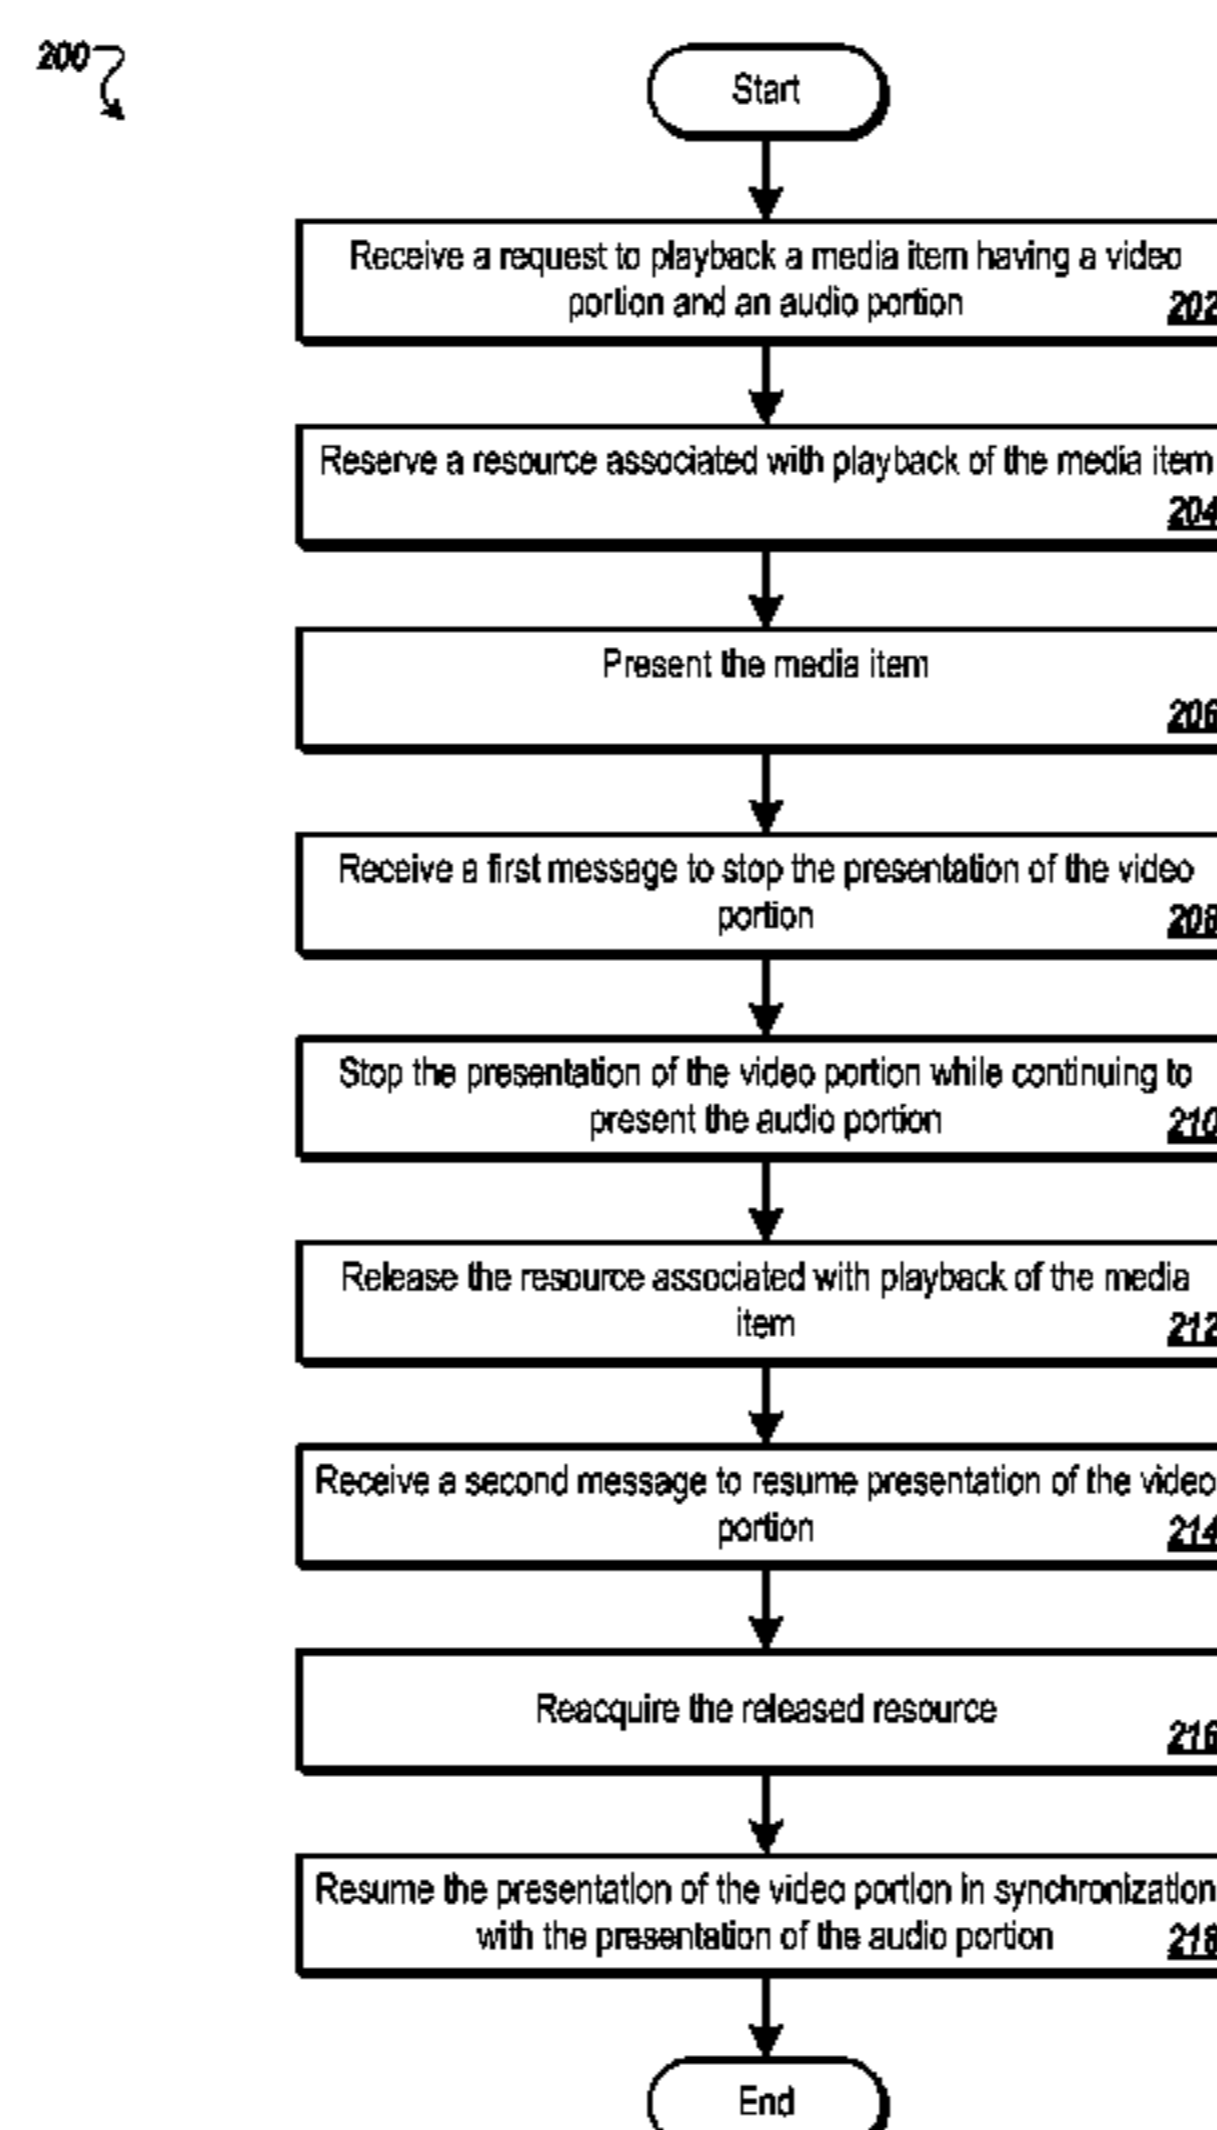 200
Start
Receive a request to playback a media item having a video
portion and an audio portion
202
Reserve a resource associated with playback of the media item
204
Present the media item
206
Receive a first message to stop the presentation of the video
portion
208
Stop the presentation of the video portion while continuing to
present the audio portion
210
Release the resource associated with playback of the media
item
212
Receive a second message to resume presentation of the video
portion
214
Reacquire the released resource
216
Resume the presentation of the video portion in synchronization
with the presentation of the audio portion
218
End